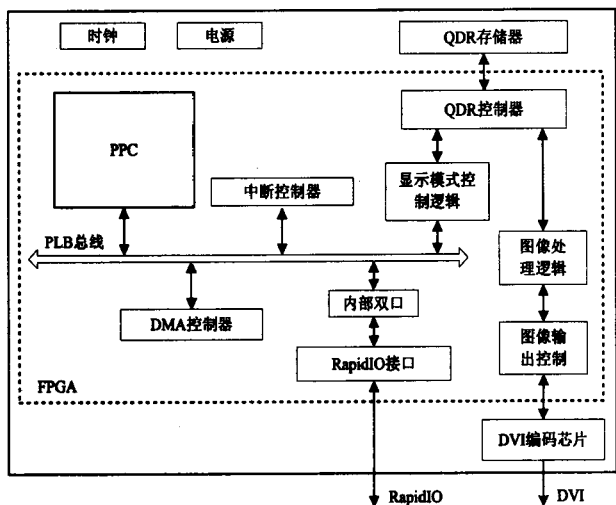 时钟
电源
QDR存储器
QDR控制器
PPC
中断控制器
显示模式控
制逻辑
PLB总线
图像处
理逻辑
内部双口
DMA控制器
图像输
出控制
RapidIO接口
FPGA
DVI编码芯片
RapidIO
DVI